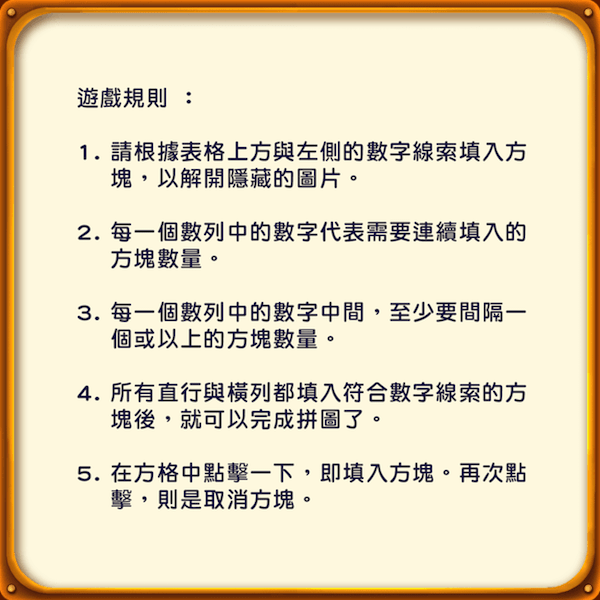 遊戲規則 ：
1. 請根據表格上方與左側的數字線索填入方
塊，以解開隱藏的圖片。
2. 每一個數列中的數字代表需要連續填入的
方塊數量。
3. 每一個數列中的數字中間，至少要間隔一
個或以上的方塊數量。
4. 所有直行與橫列都填入符合數字線索的方
塊後，就可以完成拼圖了。
5. 在方格中點擊一下，即填入方塊。再次點
擊，則是取消方塊。